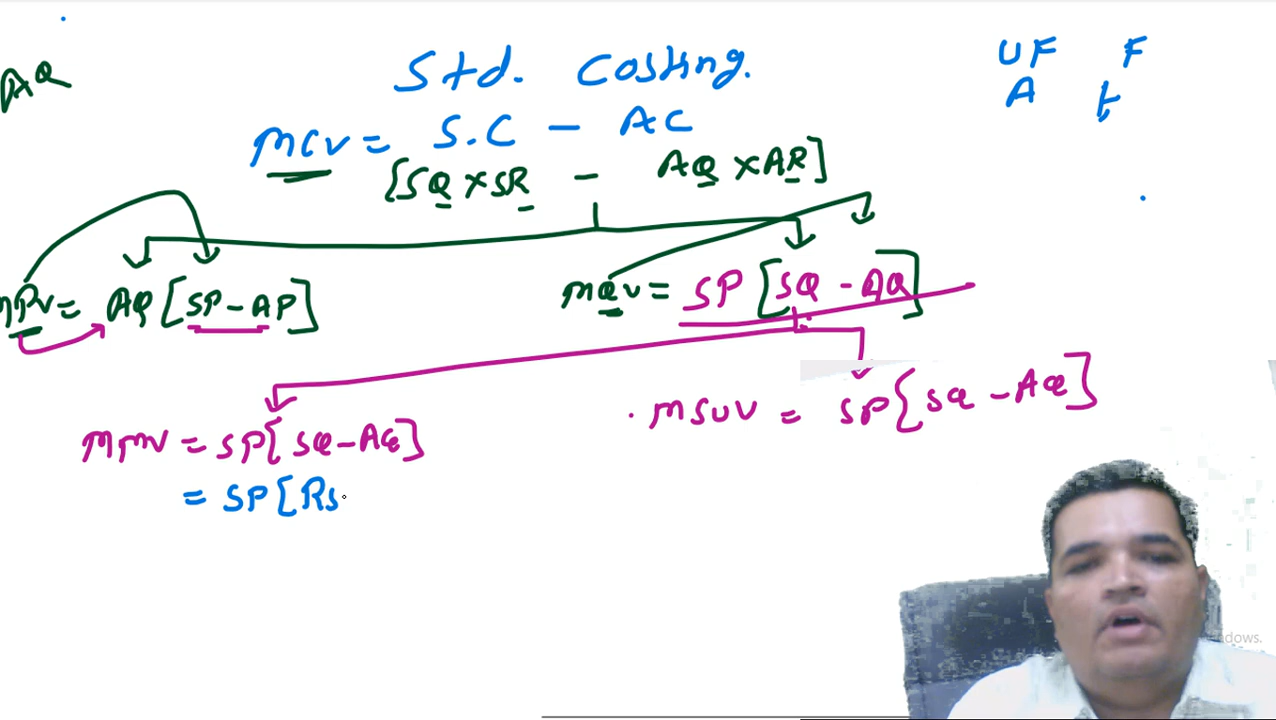 UF F
Std. Costing.
AQ
A F
MCV = S.C - AC
[SQ X SR - AQ X AR]
MPV = AQ [SP - AP]
MQV = SP [SQ - AQ]
. MSUV = SP [SQ - AQ]
MMV = SP [SQ - AQ]
= SP [RS
ndows.